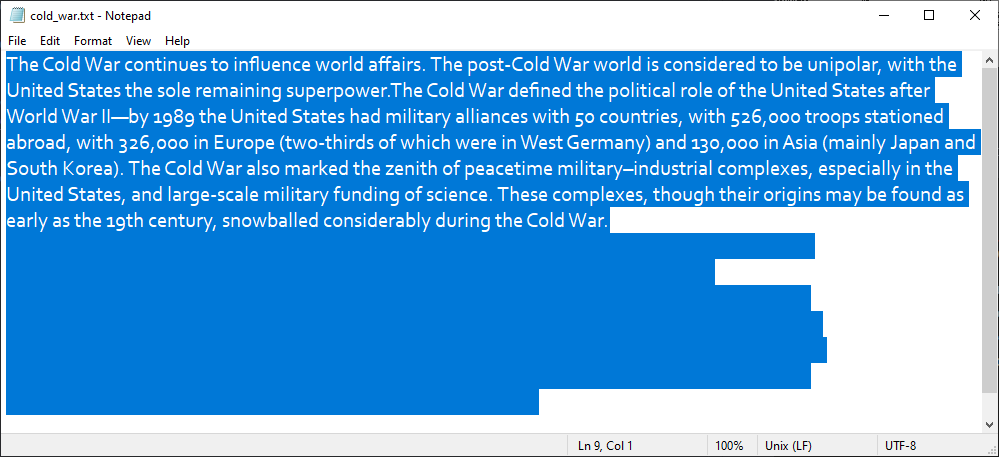 cold_war.txt - Notepad
File Edit Format View Help
The Cold War continues to influence world affairs. The post-Cold War world is considered to be unipolar, with the
United States the sole remaining superpower.The Cold War defined the political role of the United States after
World War II—by 1989 the United States had military alliances with 50 countries, with 526,000 troops stationed
abroad, with 326,000 in Europe (two-thirds of which were in West Germany) and 130,000 in Asia (mainly Japan and
South Korea). The Cold War also marked the zenith of peacetime military–industrial complexes, especially in the
United States, and large-scale military funding of science. These complexes, though their origins may be found as
early as the 19th century, snowballed considerably during the Cold War.
Ln 9, Col 1 100% Unix (LF) UTF-8